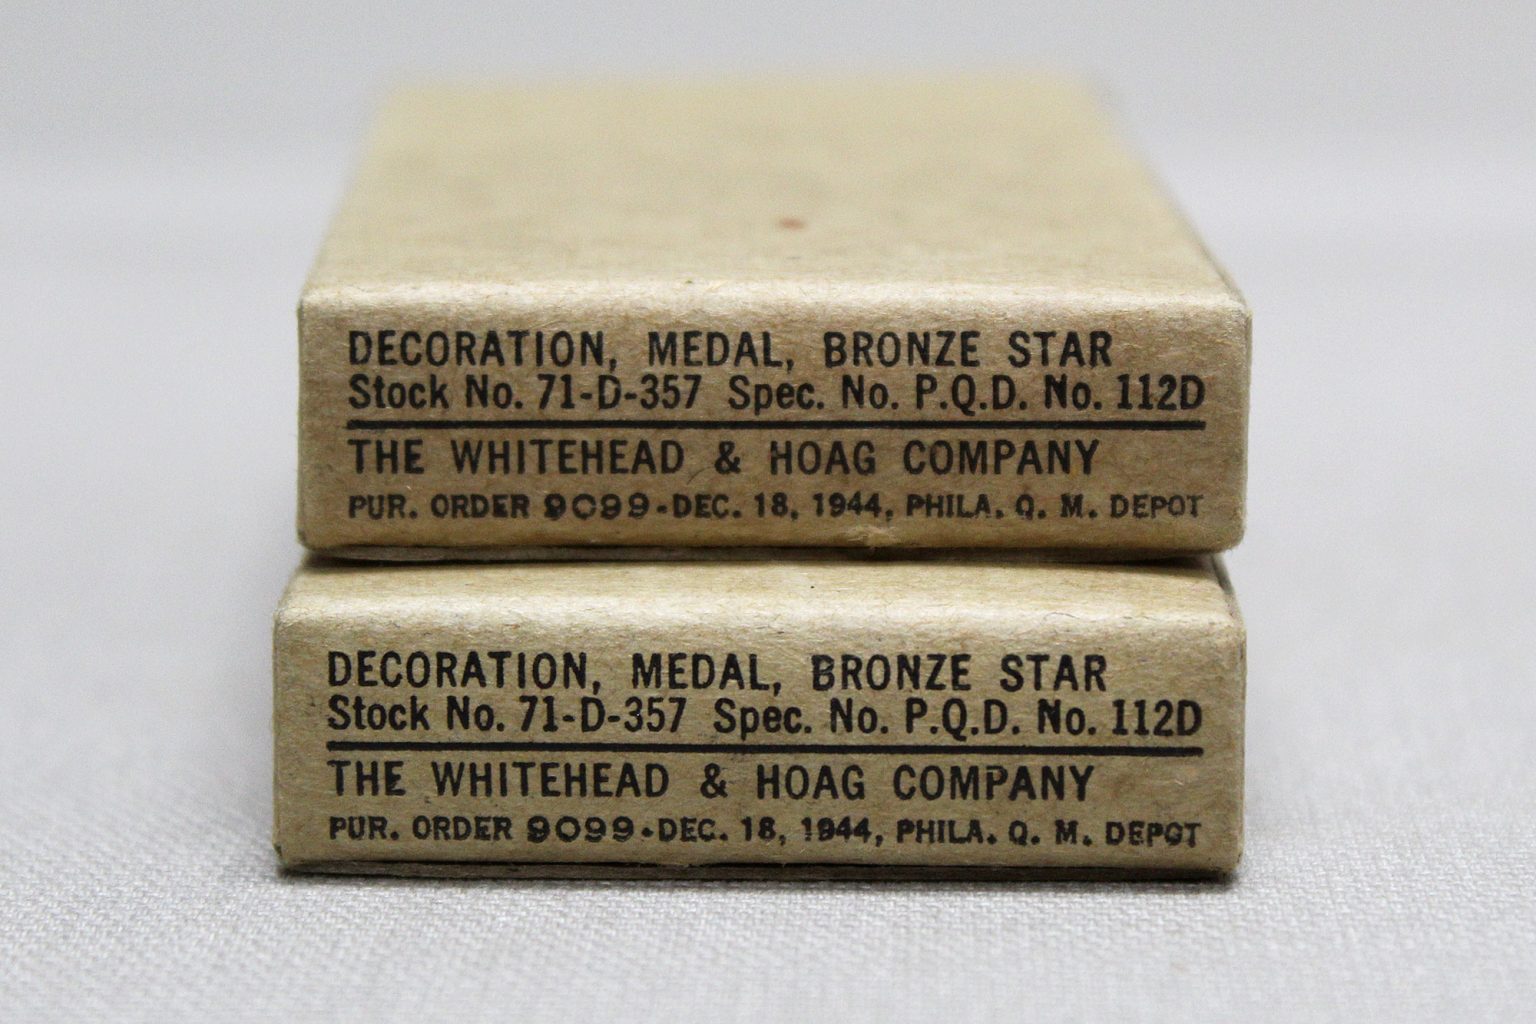 DECORATION, MEDAL, BRONZE STAR
Stock No. 71-D-357 Spec. No. P.Q.D. No. 112D
THE WHITEHEAD & HOAG COMPANY
PUR. ORDER 9099-DEC. 18, 1944, PHILA. Q. M. DEPOT
DECORATION, MEDAL, BRONZE STAR
Stock No. 71-D-357 Spec. No. P.Q.D. No. 112D
THE WHITEHEAD & HOAG COMPANY
PUR. ORDER 9099-DEC. 18, 1944, PHILA. Q. M. DEPOT